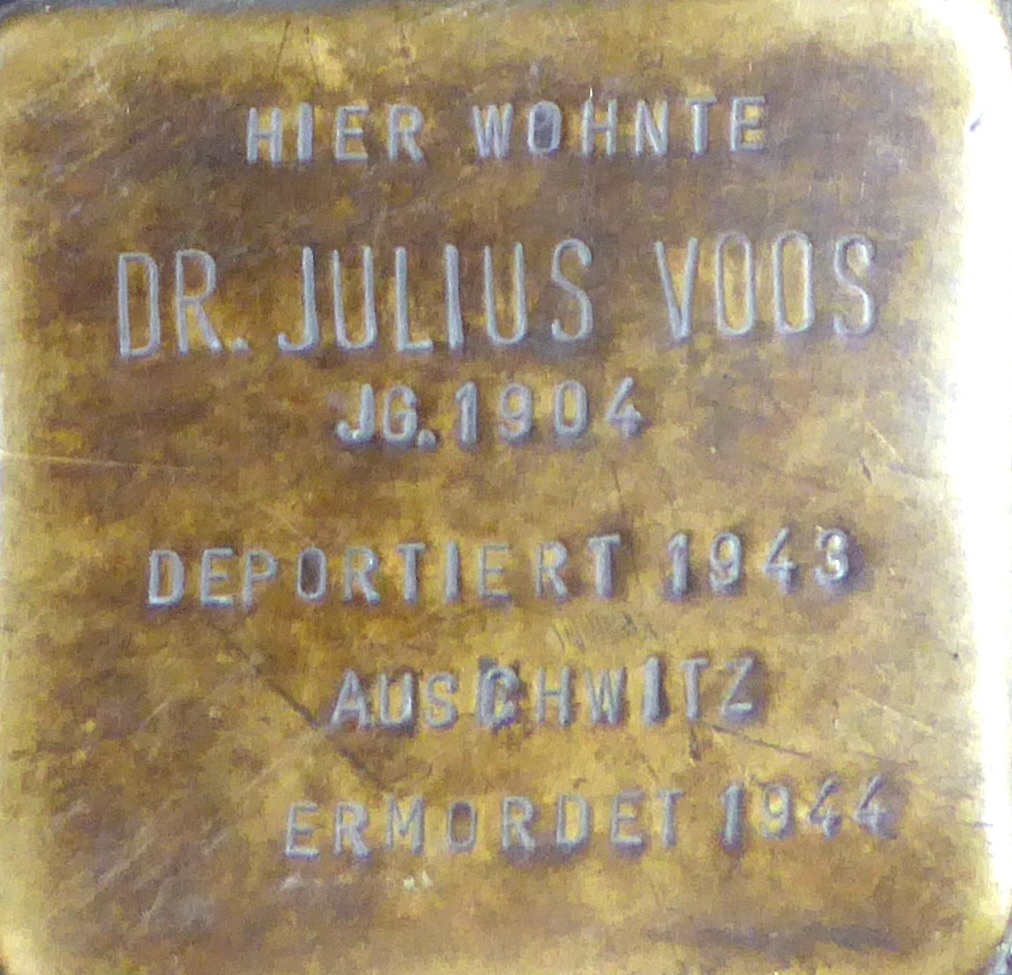 HIER WOHNTE
DR. JULIUS VOOS
JG. 1904
DEPORTIERT 1943
AUSCHWITZ
ERMORDET 1944